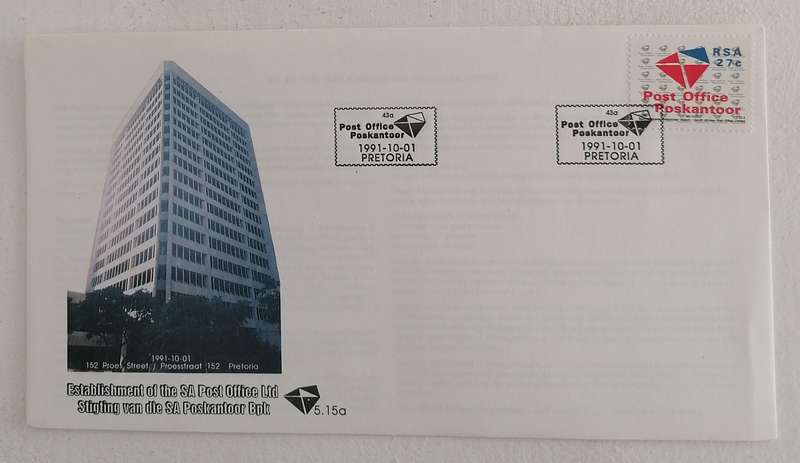 RSA
27c
Post Office
Poskantoor
43a
Post Office
Poskantoor
1991-10-01
PRETORIA
43a
Post Office
Poskantoor
1991-10-01
PRETORIA
1991-10-01
152 Proes Street / Proesstraat 152 Pretoria
Establishment of the SA Post Office Ltd
Stigting van die SA Poskantoor Bpk
5.15a